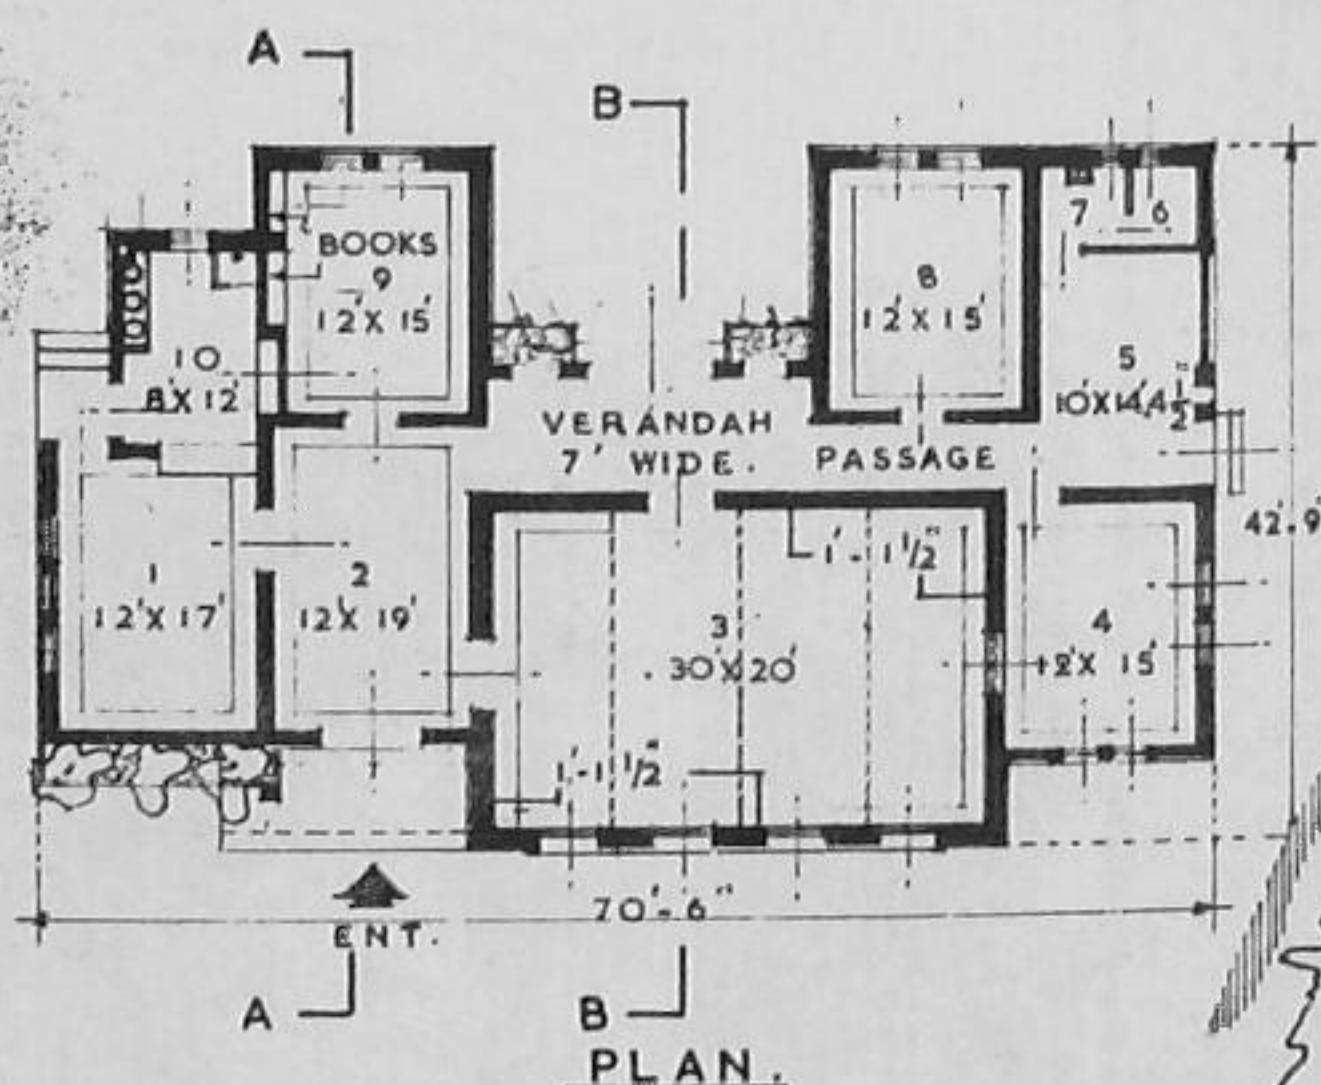 A
B
BOOKS
9
12' X 15'
8
12' X 15'
7
6
5
10' X 14', 4 1/2"
10
8' X 12'
VERANDAH
7' WIDE.
PASSAGE
42'. 9"
1
12' X 17'
2
12' X 19'
3
30' X 20'
1' - 1 1/2"
4
12' X 15'
1' - 1 1/2"
70' - 6"
ENT.
A
B
PLAN.